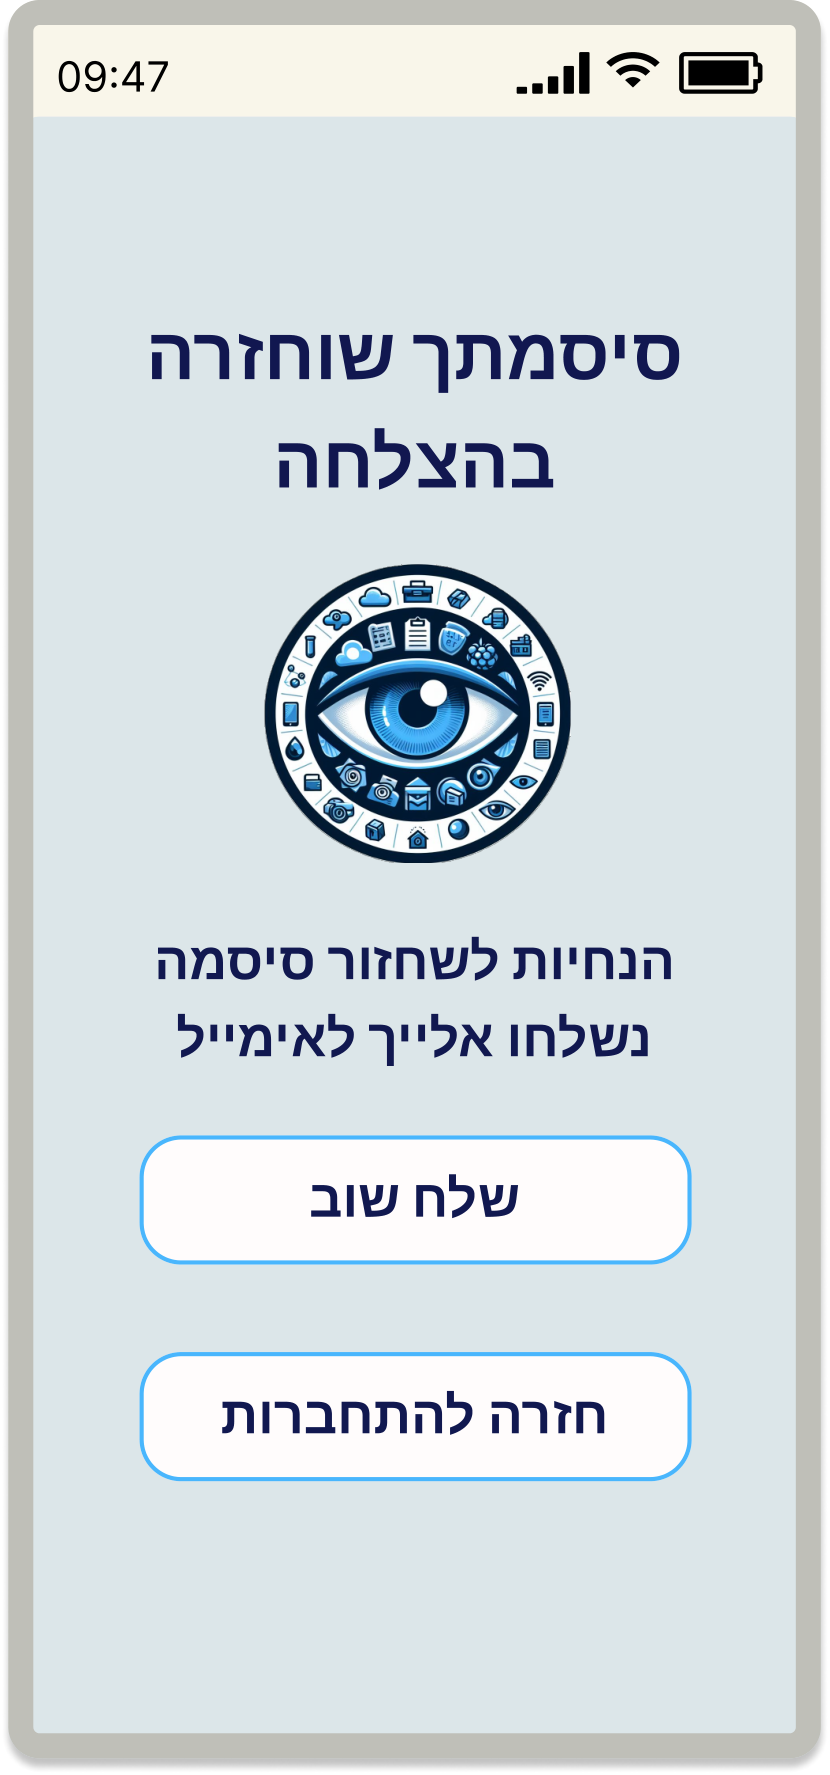 09:47
סיסמתך שוחזרה
בהצלחה
הנחיות לשחזור סיסמה
נשלחו אלייך לאימייל
שלח שוב
חזרה להתחברות